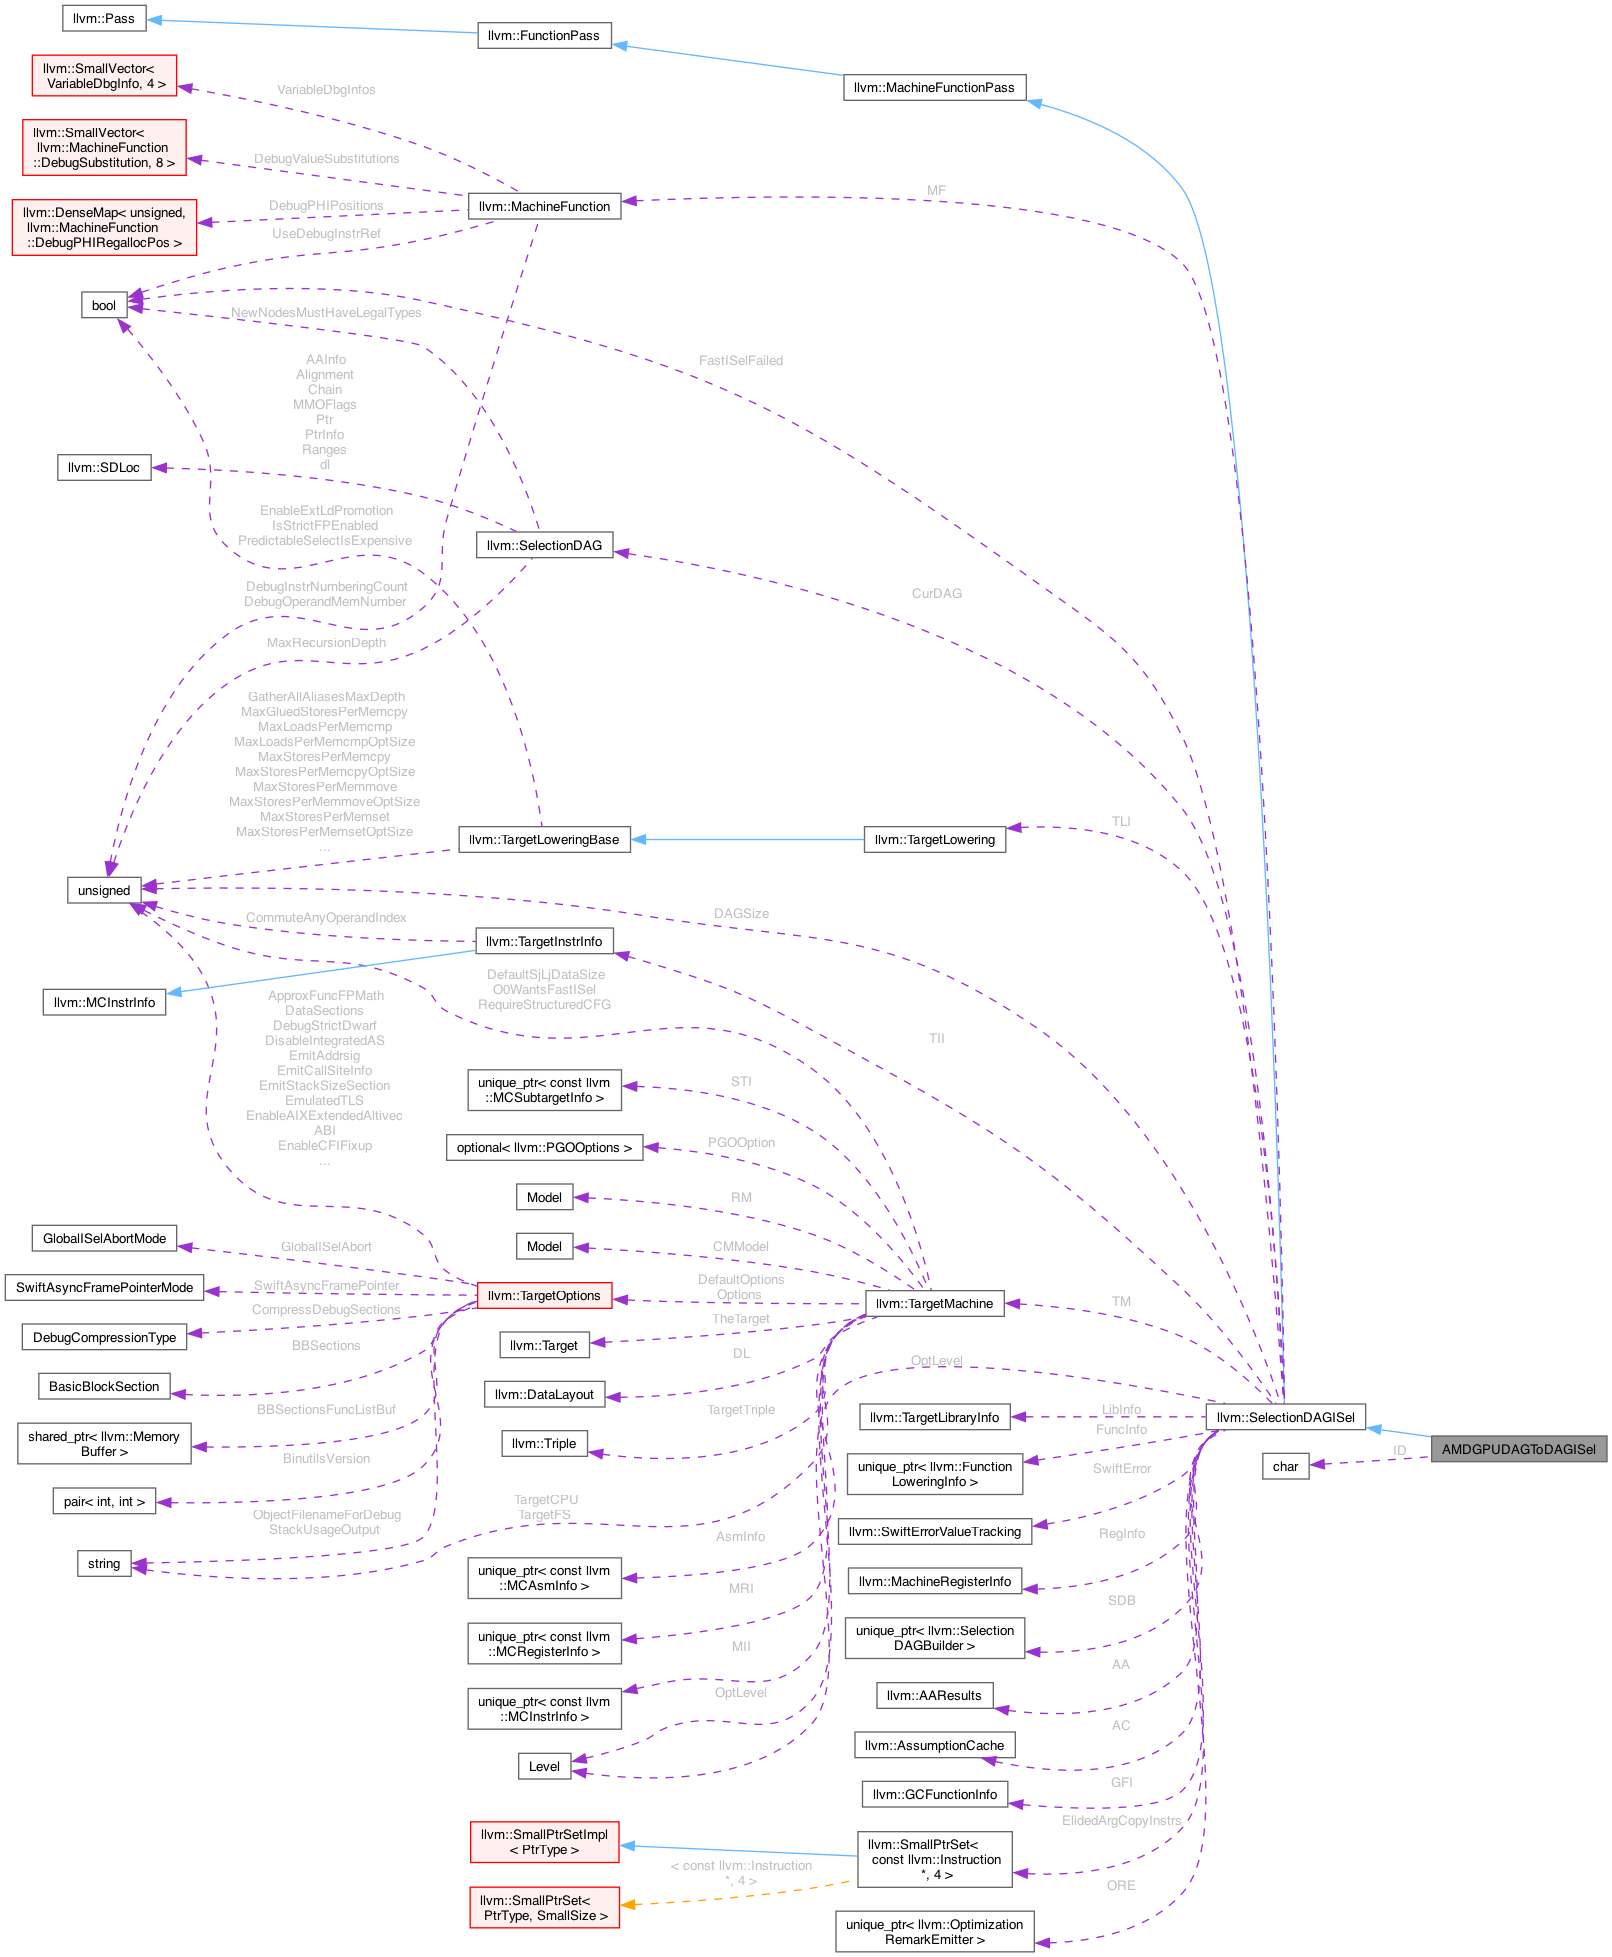 llvm::Pass
llvm::FunctionPass
llvm::MachineFunctionPass
llvm::SmallVector<
VariableDbgInfo, 4 >
VariableDbgInfos
llvm::SmallVector<
llvm::MachineFunction
::DebugSubstitution, 8 >
DebugValueSubstitutions
llvm::DenseMap< unsigned,
llvm::MachineFunction
::DebugPHIRegallocPos >
DebugPHIPositions
llvm::MachineFunction
MF
UseDebugInstrRef
bool
NewNodesMustHaveLegalTypes
FastISelFailed
AAInfo
Alignment
Chain
MMOFlags
Ptr
PtrInfo
Ranges
dl
llvm::SDLoc
EnableExtLdPromotion
IsStrictFPEnabled
PredictableSelectIsExpensive
llvm::SelectionDAG
CurDAG
DebugInstrNumberingCount
DebugOperandMemNumber
MaxRecursionDepth
GatherAllAliasesMaxDepth
MaxGluedStoresPerMemcpy
MaxLoadsPerMemcmp
MaxLoadsPerMemcmpOptSize
MaxStoresPerMemcpy
MaxStoresPerMemcpyOptSize
MaxStoresPerMemmove
MaxStoresPerMemmoveOptSize
MaxStoresPerMemset
MaxStoresPerMemsetOptSize
...
llvm::TargetLoweringBase
llvm::TargetLowering
TLI
unsigned
DAGSize
CommuteAnyOperandIndex
llvm::TargetInstrInfo
llvm::MCInstrInfo
DefaultSjLjDataSize
O0WantsFastISel
RequireStructuredCFG
TII
ApproxFuncFPMath
DataSections
DebugStrictDwarf
DisableIntegratedAS
EmitAddrsig
EmitCallSiteInfo
EmitStackSizeSection
EmulatedTLS
EnableAIXExtendedAltivec
ABI
EnableCFIFixup
...
unique_ptr< const llvm
::MCSubtargetInfo >
STI
optional< llvm::PGOOptions >
PGOOption
Model
RM
Model
CMModel
GlobalISelAbortMode
GlobalISelAbort
SwiftAsyncFramePointerMode
SwiftAsyncFramePointer
llvm::TargetOptions
DefaultOptions
Options
llvm::TargetMachine
TM
DebugCompressionType
CompressDebugSections
llvm::Target
TheTarget
BasicBlockSection
BBSections
llvm::DataLayout
DL
OptLevel
shared_ptr< llvm::Memory
Buffer >
BBSectionsFuncListBuf
llvm::Triple
TargetTriple
pair< int, int >
BinutilsVersion
string
ObjectFilenameForDebug
StackUsageOutput
TargetCPU
TargetFS
llvm::TargetLibraryInfo
LibInfo
llvm::SelectionDAGISel
AMDGPUDAGToDAGISel
FuncInfo
unique_ptr< llvm::Function
LoweringInfo >
char
ID
SwiftError
llvm::SwiftErrorValueTracking
RegInfo
llvm::MachineRegisterInfo
unique_ptr< const llvm
::MCAsmInfo >
AsmInfo
unique_ptr< const llvm
::MCRegisterInfo >
MRI
SDB
unique_ptr< llvm::Selection
DAGBuilder >
unique_ptr< const llvm
::MCInstrInfo >
MII
AA
llvm::AAResults
Level
OptLevel
AC
llvm::AssumptionCache
GFI
llvm::GCFunctionInfo
ElidedArgCopyInstrs
llvm::SmallPtrSetImpl
< PtrType >
llvm::SmallPtrSet<
const llvm::Instruction
*, 4 >
< const llvm::Instruction
*, 4 >
llvm::SmallPtrSet<
PtrType, SmallSize >
ORE
unique_ptr< llvm::Optimization
RemarkEmitter >